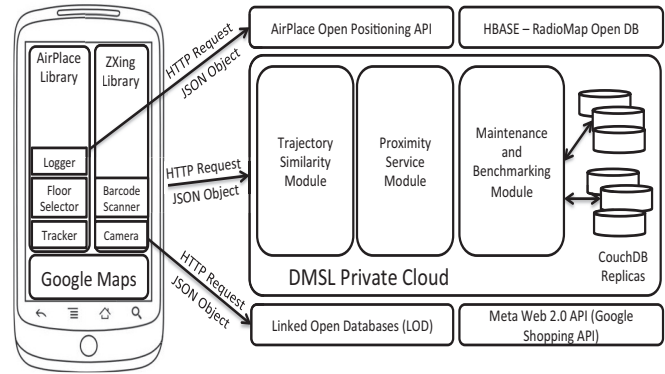 AirPlace
Library
ZXing
Library
Logger
Floor
Selector
Barcode
Scanner
Tracker
Camera
Google Maps
HTTP Request
JSON Object
HTTP Request
JSON Object
HTTP Request
JSON Object
AirPlace Open Positioning API
HBASE – RadioMap Open DB
Trajectory
Similarity
Module
Proximity
Service
Module
Maintenance
and
Benchmarking
Module
CouchDB
Replicas
DMSL Private Cloud
Linked Open Databases (LOD)
Meta Web 2.0 API (Google
Shopping API)